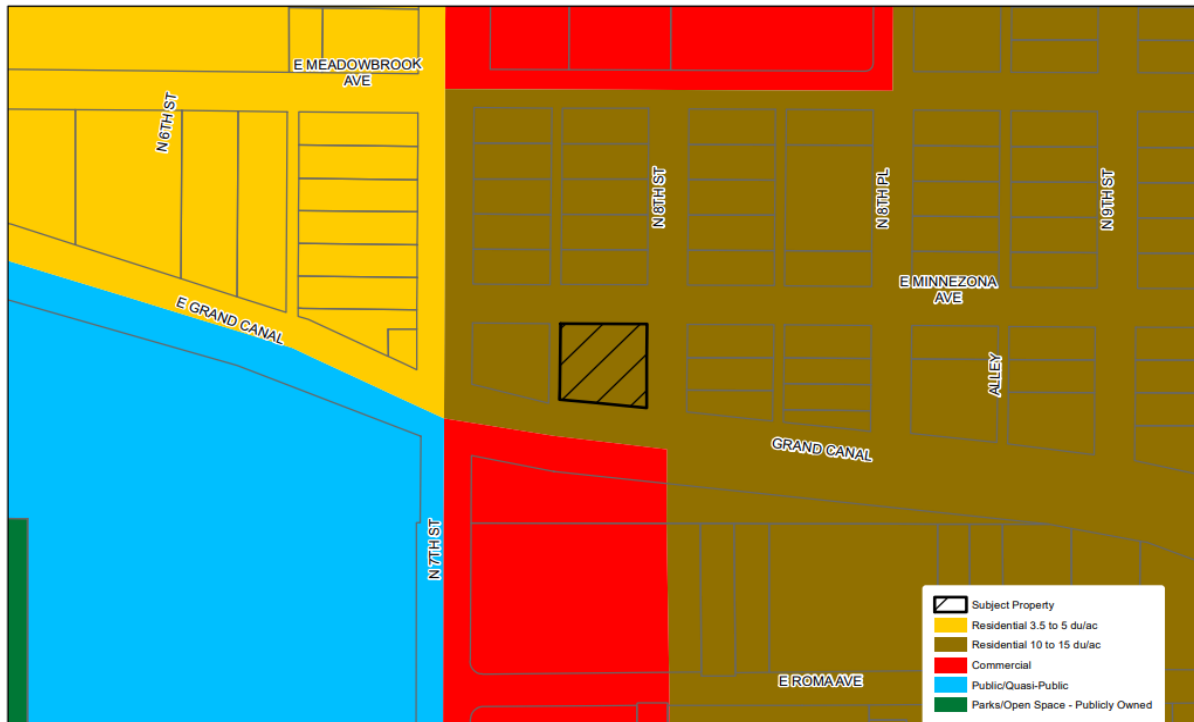 E MEADOWBROOK
AVE
N 6TH ST
N 8TH ST
N 8TH PL
N 9TH ST
E MINNEZONA
AVE
E GRAND CANAL
ALLEY
GRAND CANAL
N 7TH ST
E ROMA AVE
Subject Property
Residential 3.5 to 5 du/ac
Residential 10 to 15 du/ac
Commercial
Public/Quasi-Public
Parks/Open Space - Publicly Owned